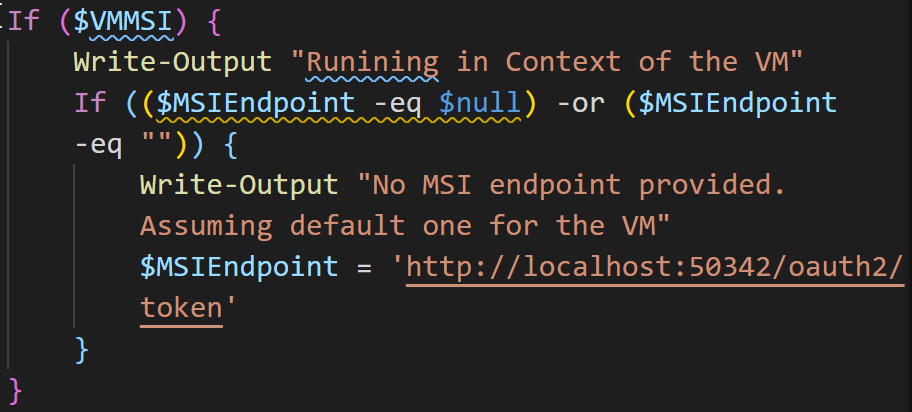 If ($VMMSI) {
Write-Output "Runining in Context of the VM"
If (($MSIEndpoint -eq $null) -or ($MSIEndpoint
-eq "")) {
Write-Output "No MSI endpoint provided.
Assuming default one for the VM"
$MSIEndpoint = 'http://localhost:50342/oauth2/
token'
}
}